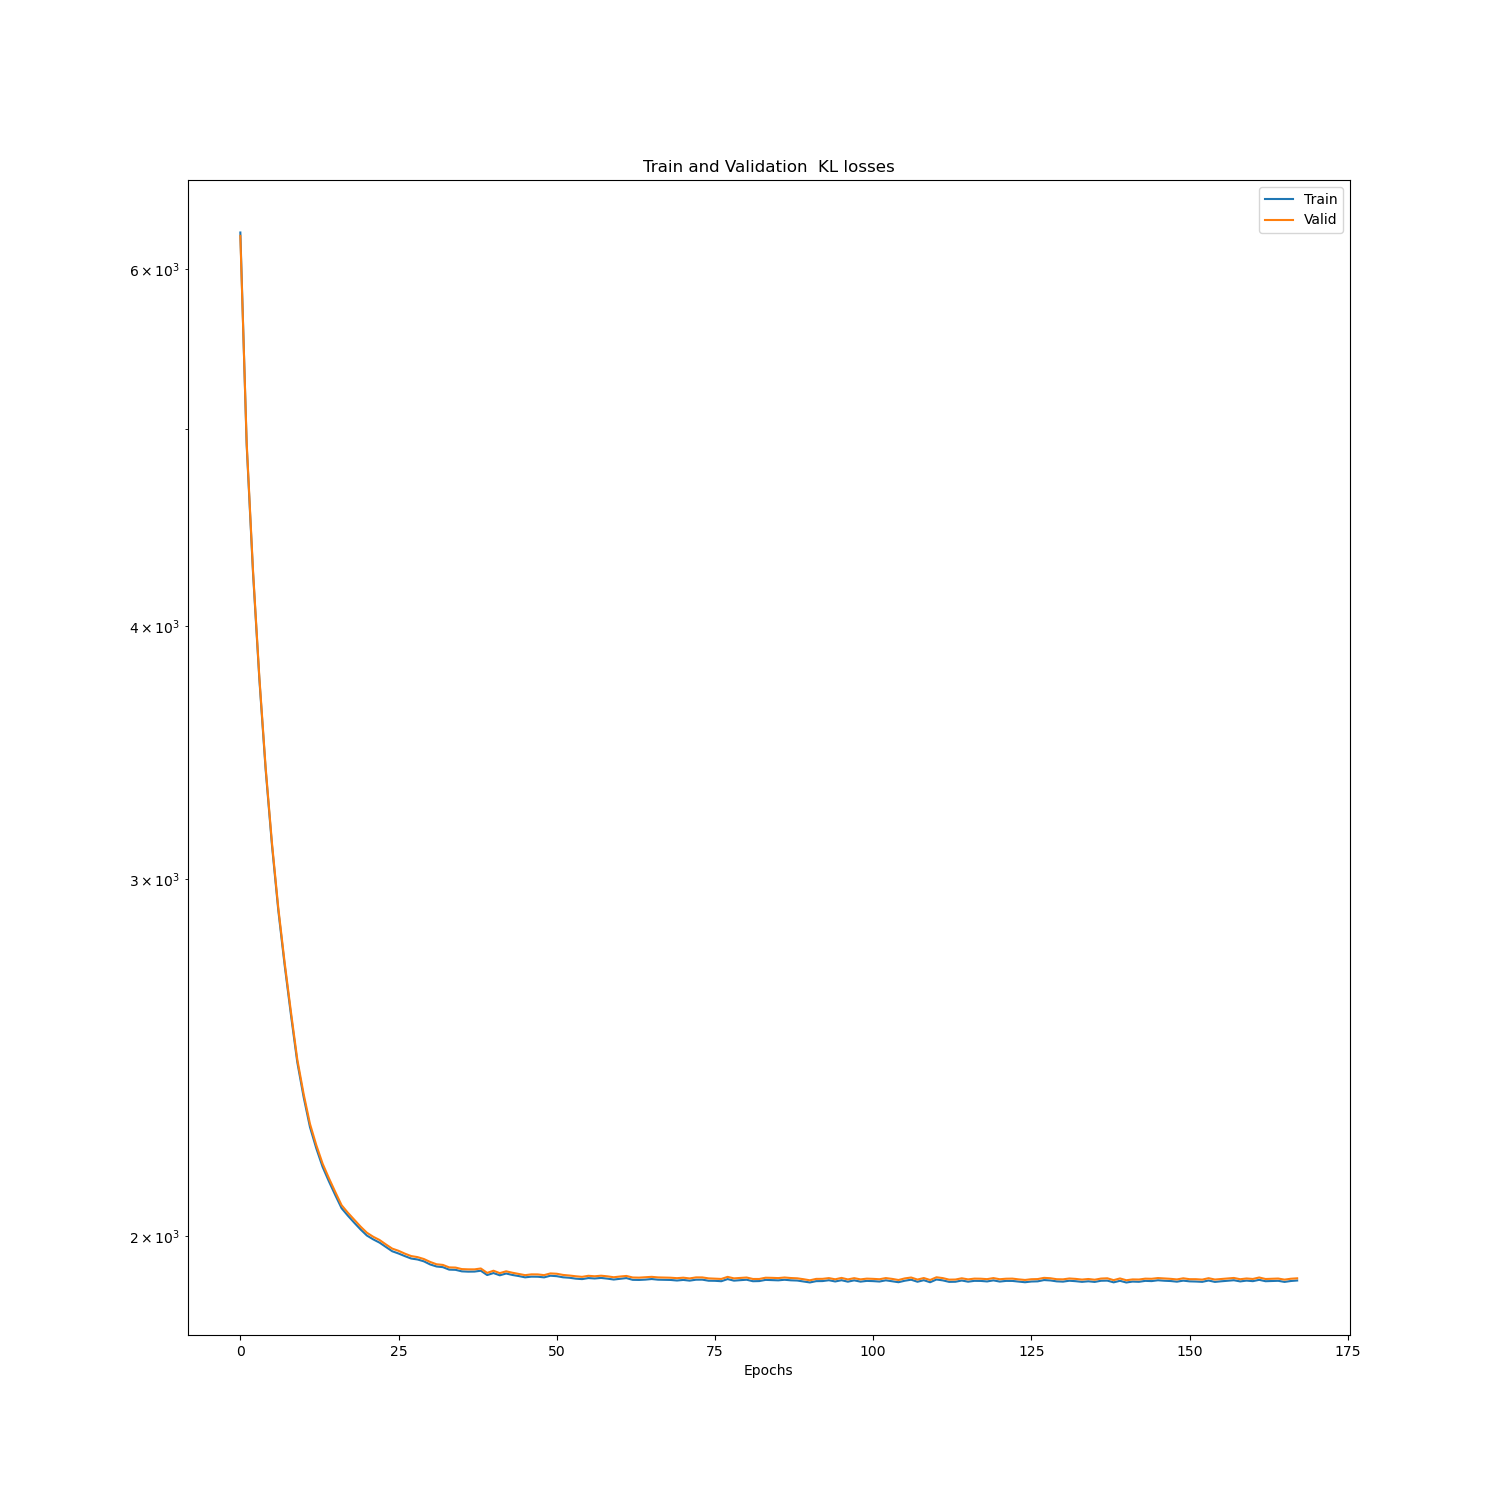 Train and Validation  KL losses
Train
Valid
6 × 10³
4 × 10³
3 × 10³
2 × 10³
0 25 50 75 100 125 150 175
Epochs